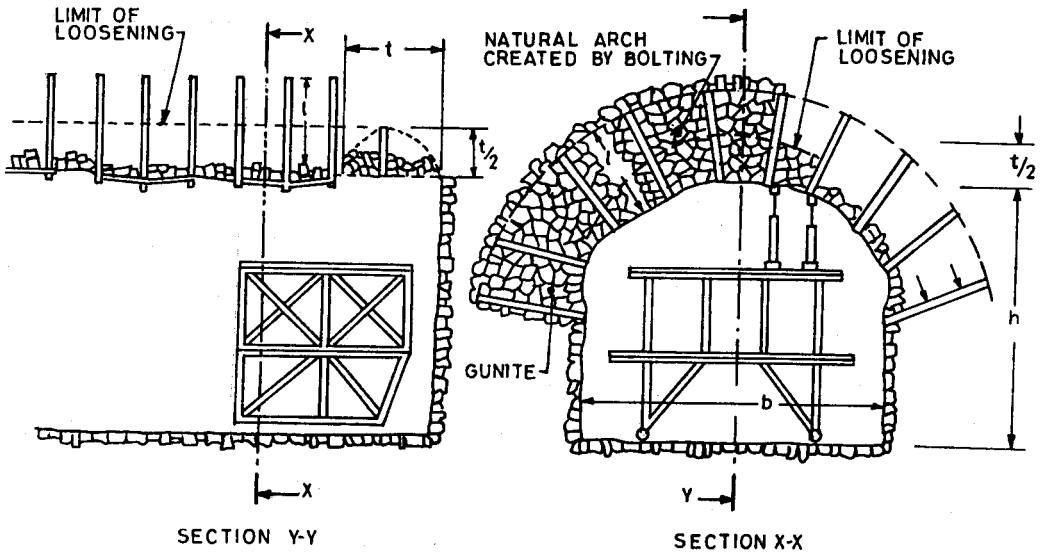 LIMIT OF
LOOSENING
X
t
l
t/2
X
SECTION Y-Y
NATURAL ARCH
CREATED BY BOLTING
LIMIT OF
LOOSENING
l
t/2
h
GUNITE
b
Y
SECTION X-X